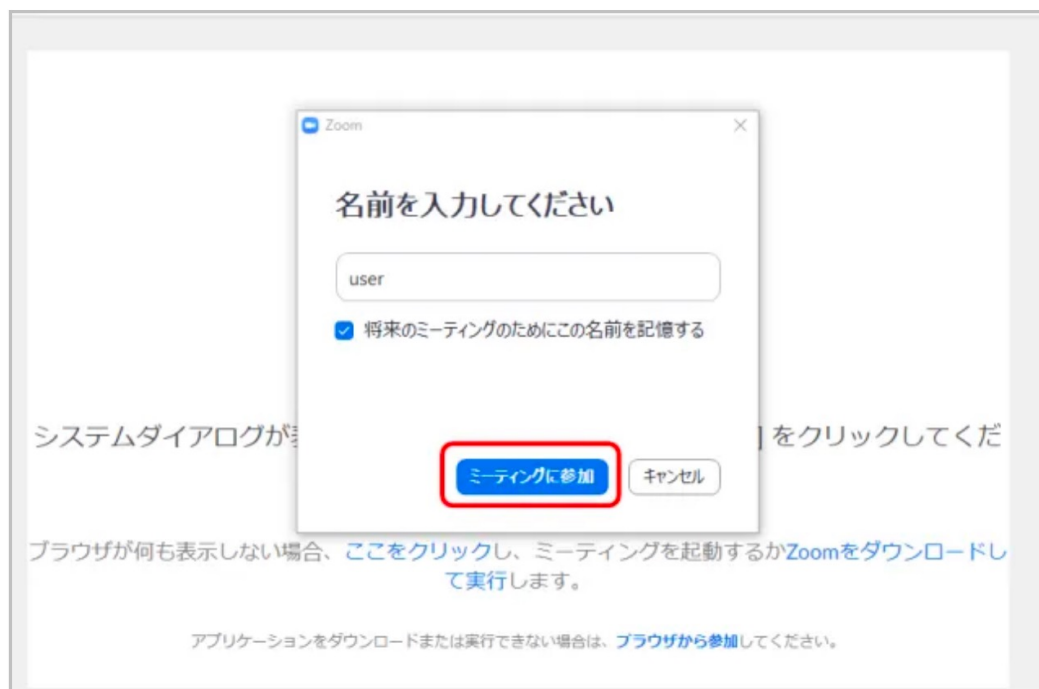 Zoom
名前を入力してください
user
将来のミーティングのためにこの名前を記憶する
システムダイアログが
] をクリックしてくだ
ミーティングに参加
キャンセル
ブラウザが何も表示しない場合、ここをクリックし、ミーティングを起動するかZoomをダウンロードし
て実行します。
アプリケーションをダウンロードまたは実行できない場合は、ブラウザから参加してください。